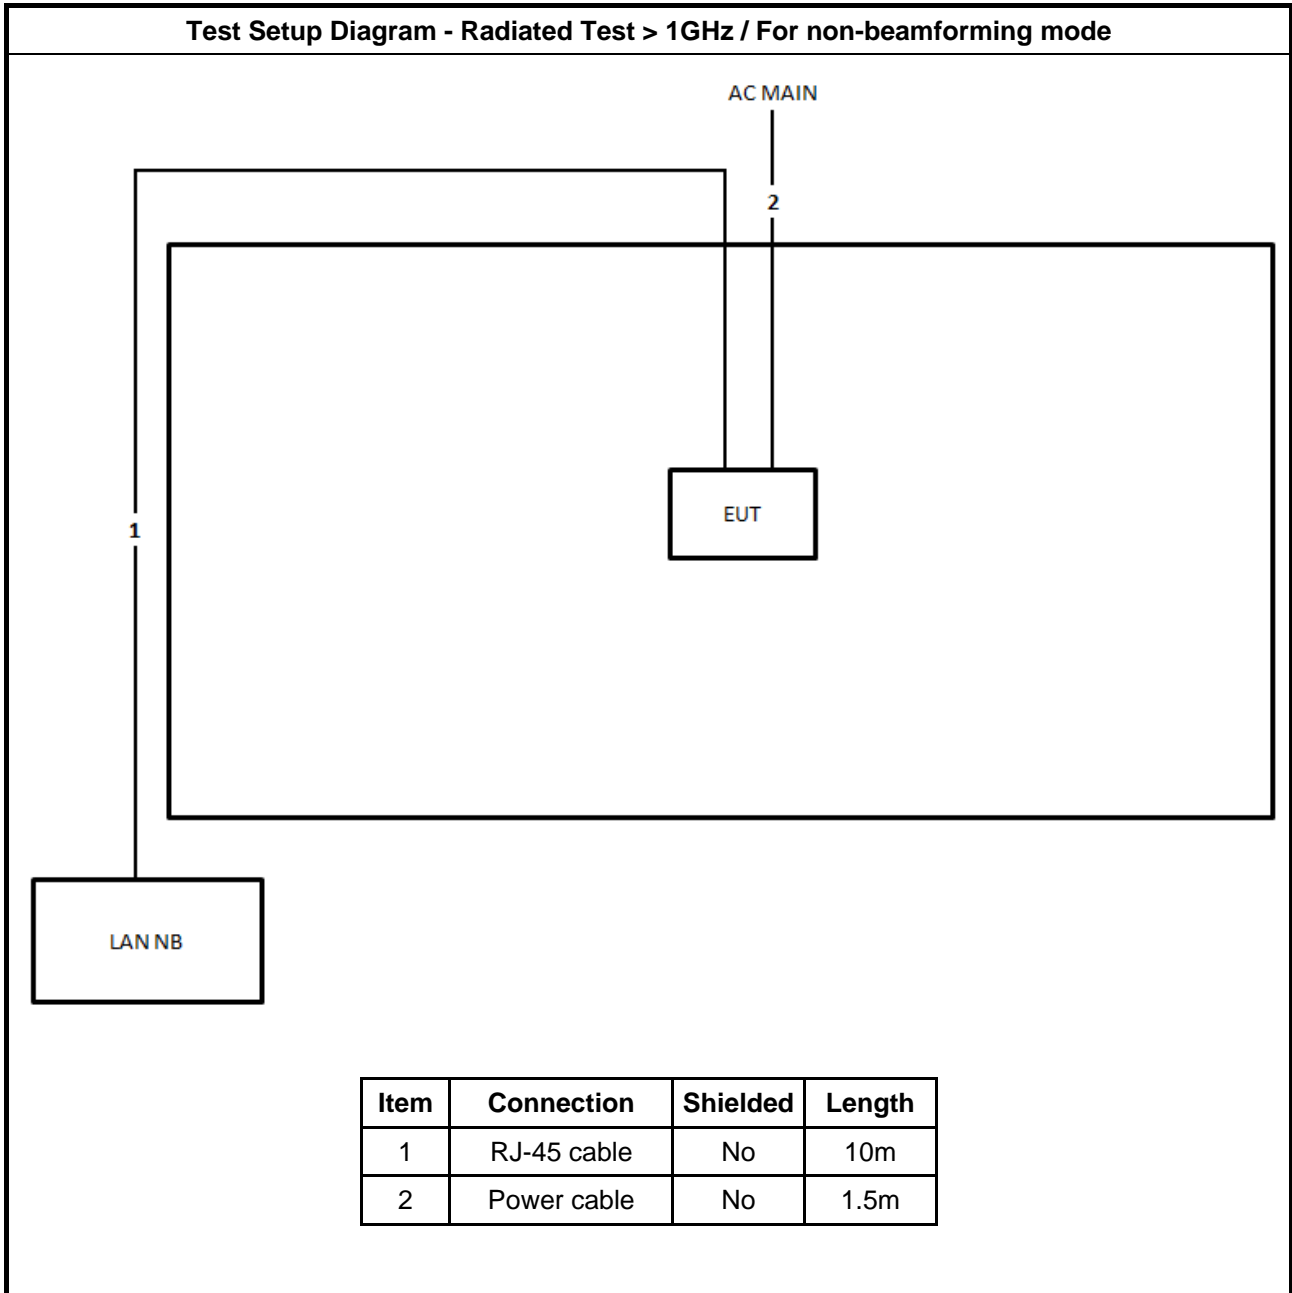 Test Setup Diagram - Radiated Test > 1GHz / For non-beamforming mode
AC MAIN
2
1
EUT
LAN NB
Item Connection Shielded Length
1 RJ-45 cable No 10m
2 Power cable No 1.5m